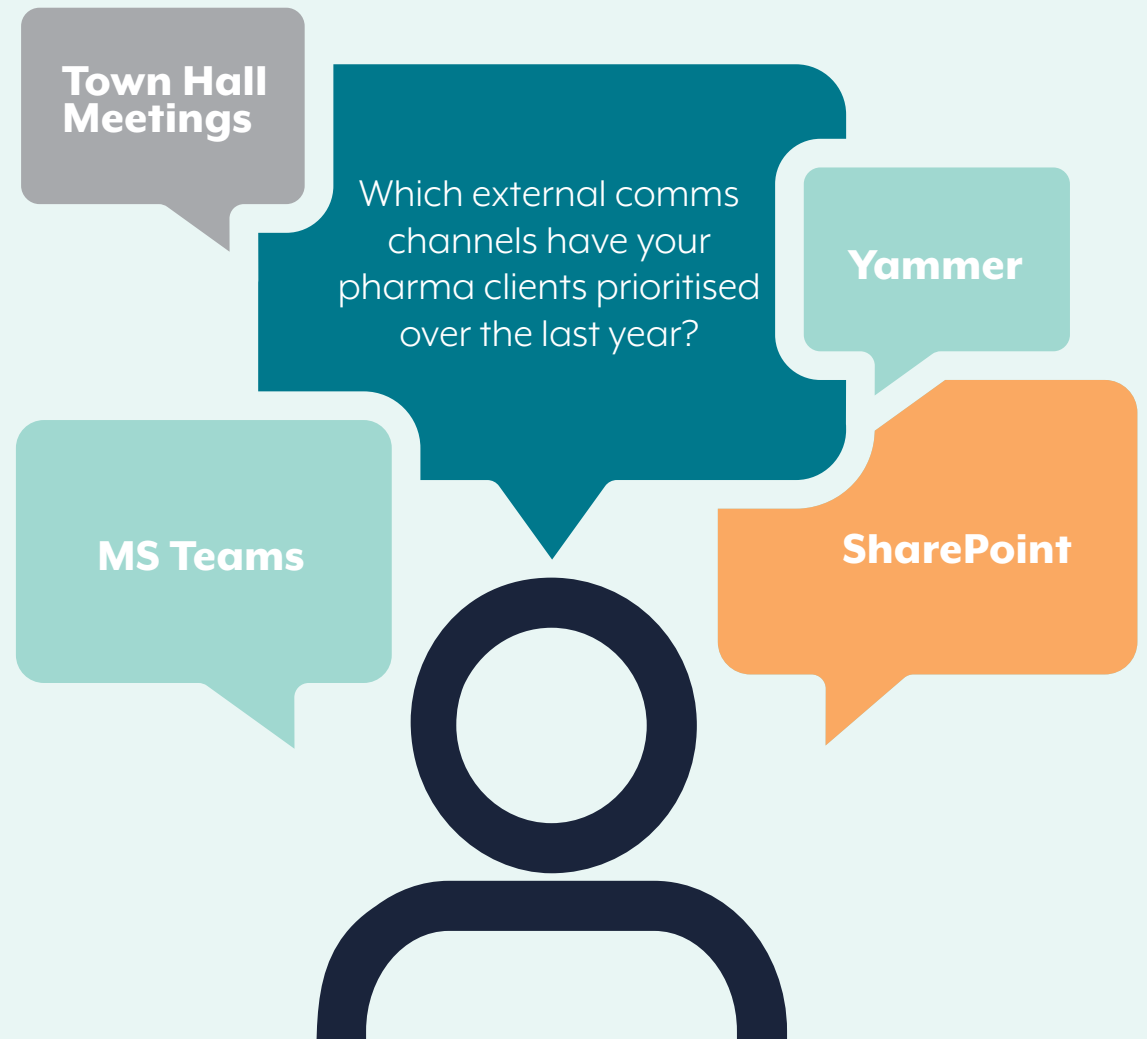 Town Hall
Meetings
Which external comms
channels have your
pharma clients prioritised
over the last year?
Yammer
MS Teams
SharePoint